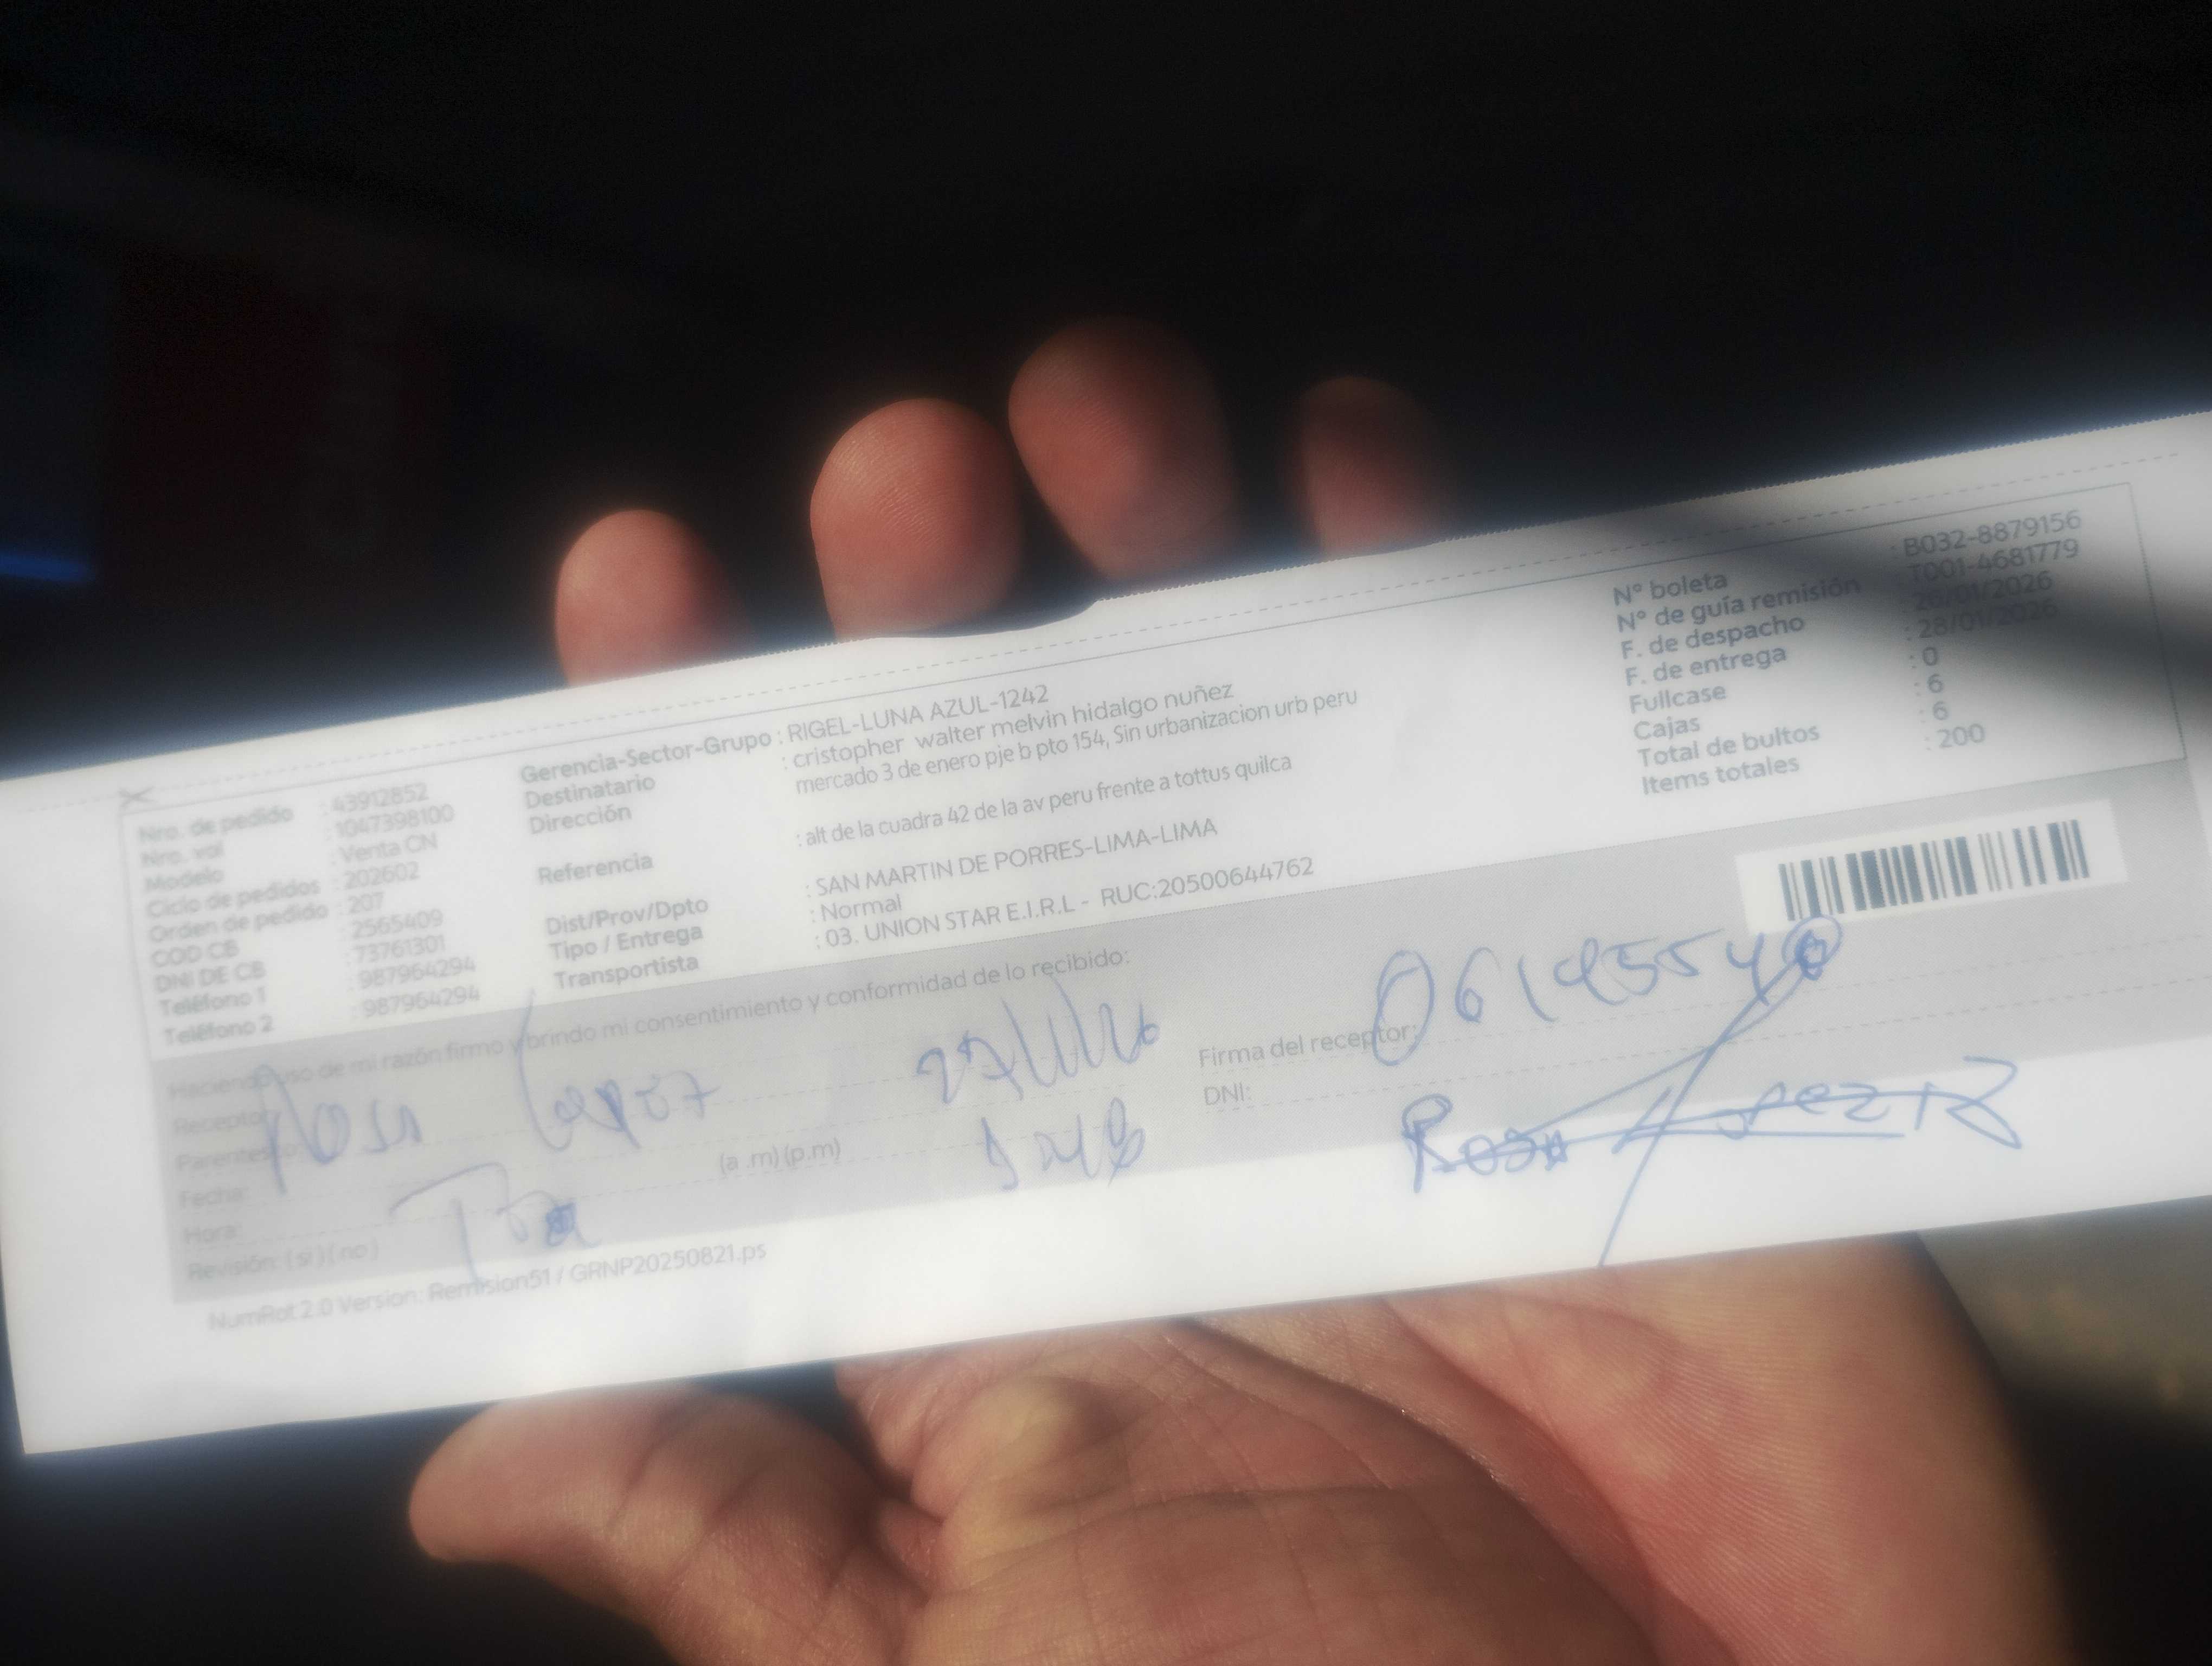 Nro. de pedido : 43912852
Nro. vol : 1047398100
Modelo : Venta CN
Ciclo de pedidos : 202602
Orden de pedido : 207
COD CB : 2565409
DNI DE CB : 73761301
Teléfono 1 : 987964294
Teléfono 2 : 987964294
Gerencia-Sector-Grupo : RIGEL-LUNA AZUL-1242
Destinatario : cristopher walter melvin hidalgo nuñez
Dirección mercado 3 de enero pje b pto 154, Sin urbanizacion urb peru
Referencia : alt de la cuadra 42 de la av peru frente a tottus quilca
Dist/Prov/Dpto : SAN MARTIN DE PORRES-LIMA-LIMA
Tipo / Entrega : Normal
Transportista : 03. UNION STAR E.I.R.L - RUC:20500644762
Nº boleta : B032-8879156
Nº de guía remisión : T001-4681779
F. de despacho : 26/01/2026
F. de entrega : 28/01/2026
Fullcase : 0
Cajas : 6
Total de bultos : 6
Items totales : 200
Haciendo uso de mi razón firmo y brindo mi consentimiento y conformidad de lo recibido:
Receptor: Rosa
Parentesco:
Fecha:
Hora: (a .m) (p.m)
Revisión: ( si ) ( no )
Firma del receptor:
DNI:
Rosa Lopez
NumRot 2.0 Version: Remision51 / GRNP20250821.ps